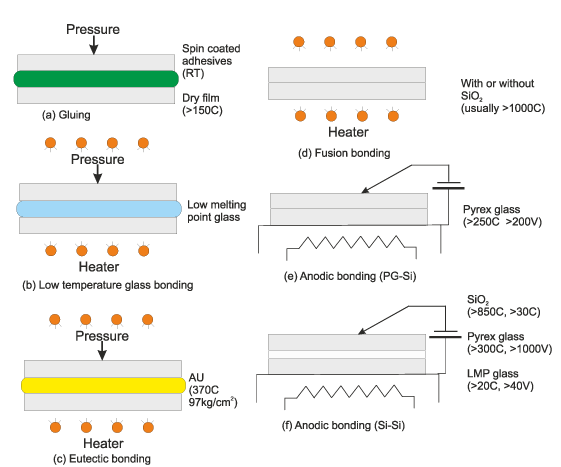 Pressure
Spin coated
adhesives
(RT)
Dry film
(>150C)
(a) Gluing
Pressure
Low melting
point glass
Heater
(b) Low temperature glass bonding
Pressure
AU
(370C
97kg/cm²)
Heater
(c) Eutectic bonding
With or without
SiO₂
(usually >1000C)
Heater
(d) Fusion bonding
Pyrex glass
(>250C >200V)
(e) Anodic bonding (PG-Si)
SiO₂
(>850C, >30C)
Pyrex glass
(>300C, >1000V)
LMP glass
(>20C, >40V)
(f) Anodic bonding (Si-Si)